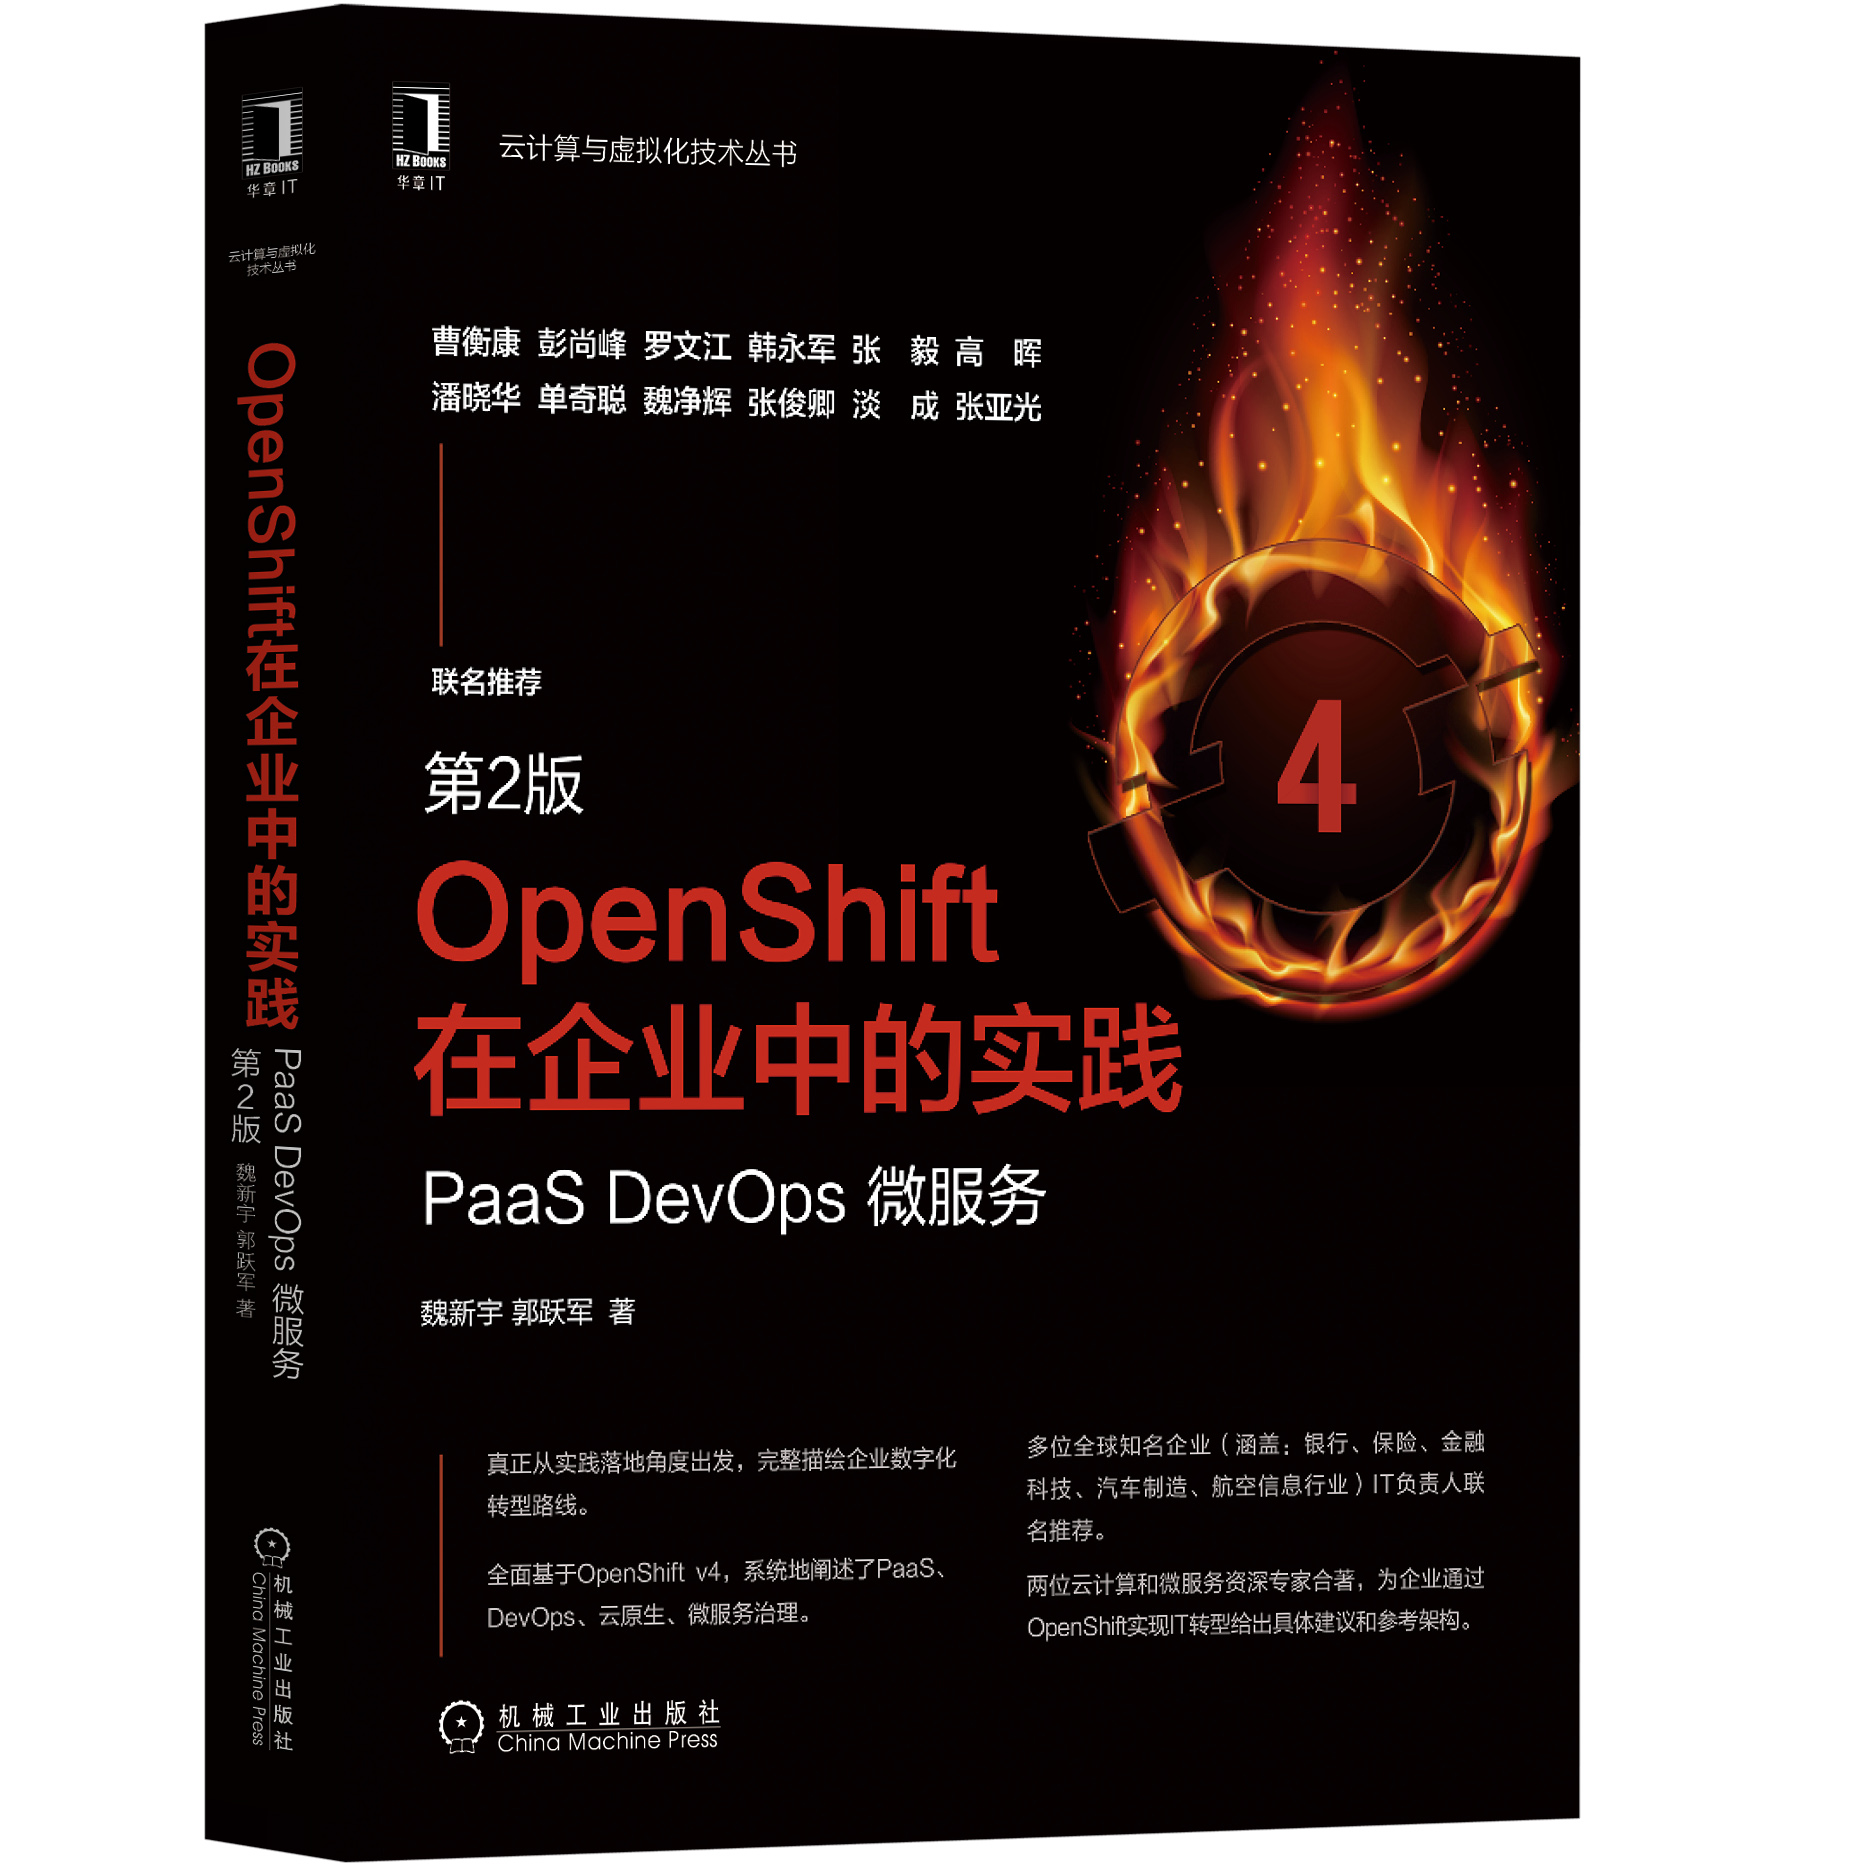 HZ BOOKS
华章IT
云计算与虚拟化
技术丛书
OpenShift在企业中的实践
PaaS DevOps 微服务
第2版
魏新宇 郭跃军 著
机械工业出版社
China Machine Press
HZ BOOKS
华章IT
云计算与虚拟化技术丛书
曹衡康 彭尚峰 罗文江 韩永军 张 毅 高 晖
潘晓华 单奇聪 魏净辉 张俊卿 淡 成 张亚光
联名推荐
4
第2版
OpenShift
在企业中的实践
PaaS DevOps 微服务
魏新宇 郭跃军 著
真正从实践落地角度出发，完整描绘企业数字化
转型路线。
全面基于OpenShift v4，系统地阐述了PaaS、
DevOps、云原生、微服务治理。
多位全球知名企业（涵盖：银行、保险、金融
科技、汽车制造、航空信息行业）IT负责人联
名推荐。
两位云计算和微服务资深专家合著，为企业通过
OpenShift实现IT转型给出具体建议和参考架构。
机械工业出版社
China Machine Press